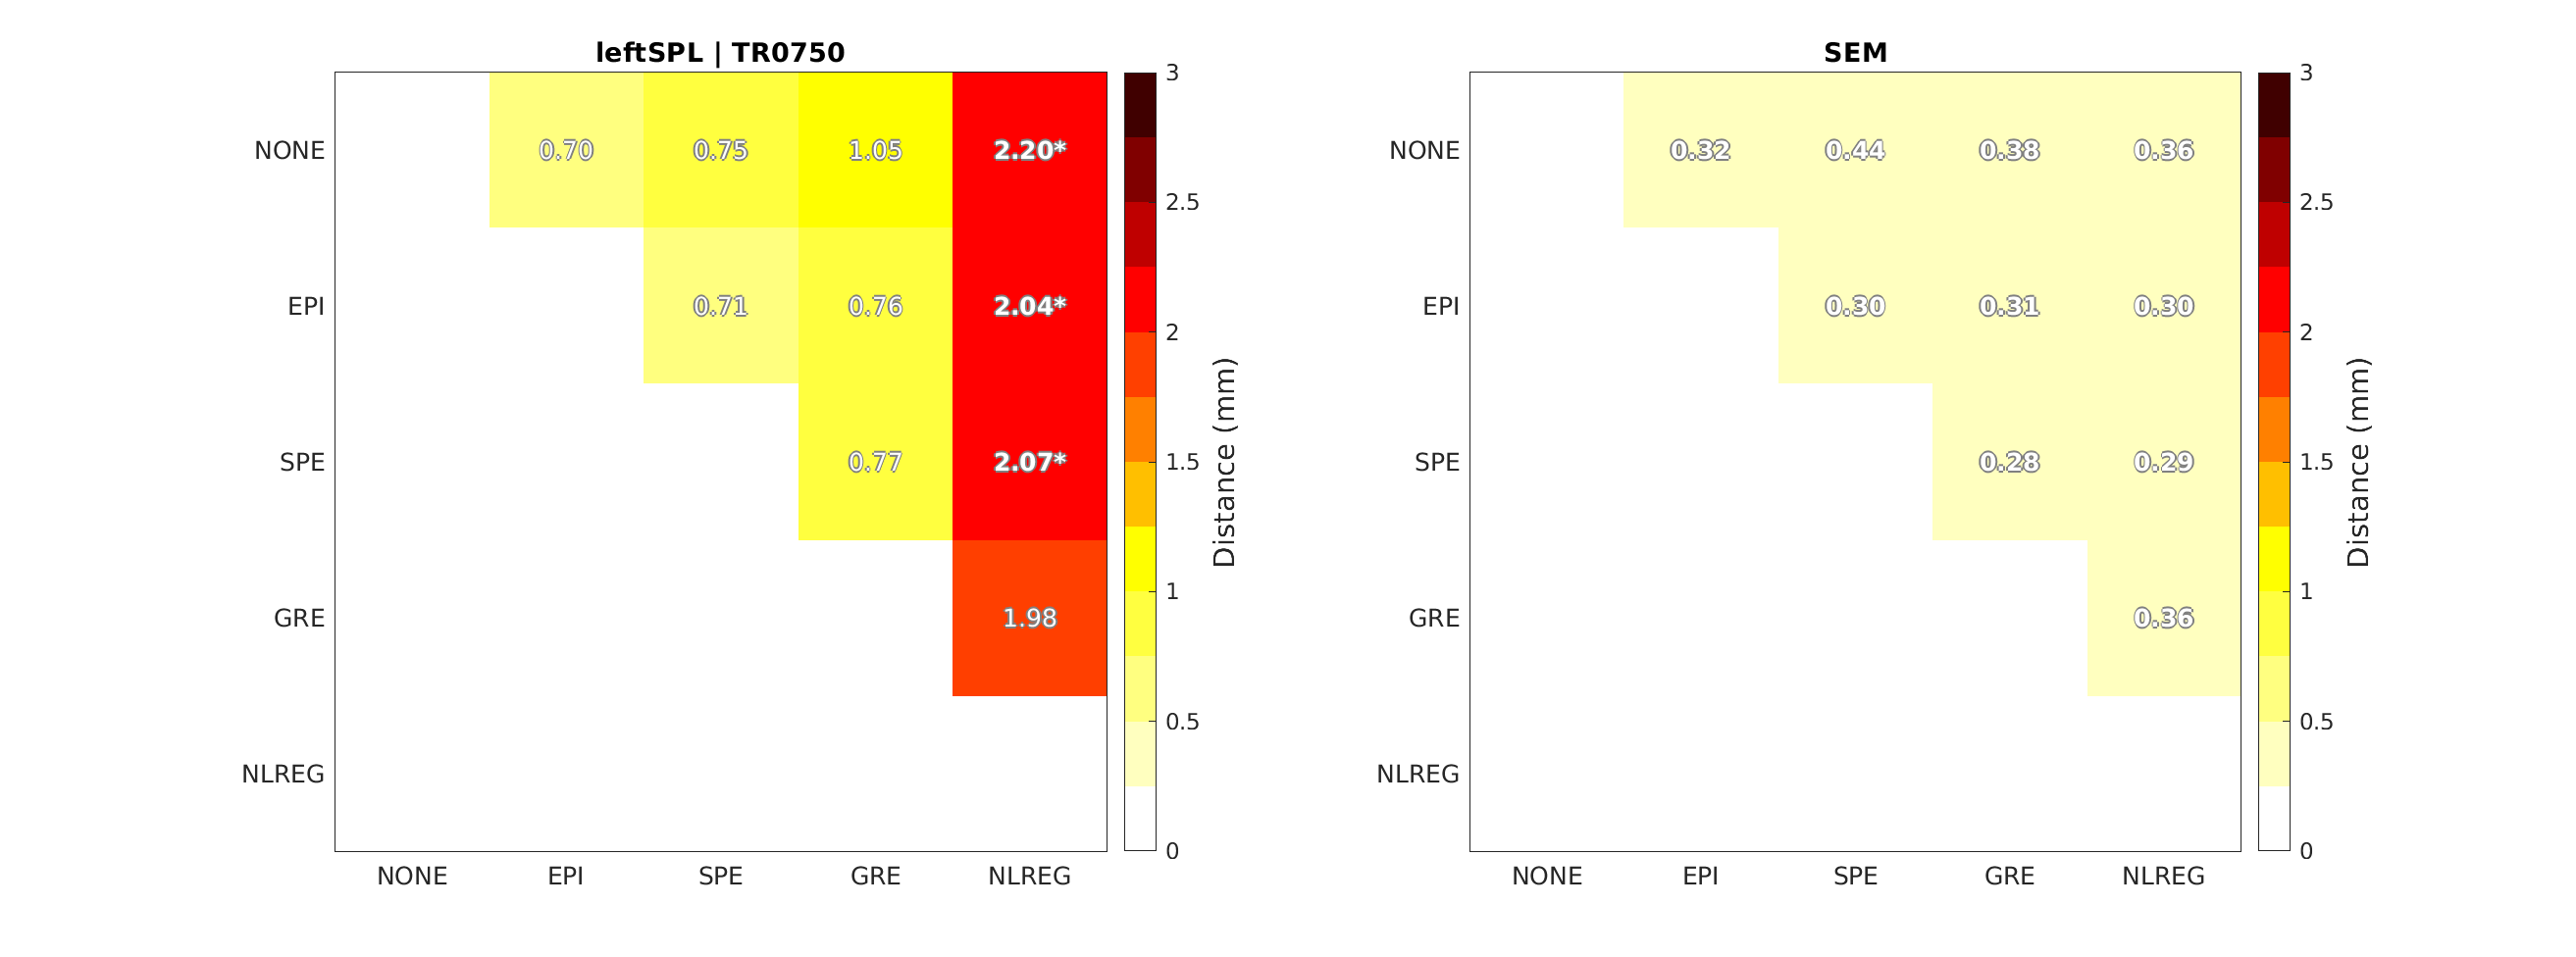 leftSPL | TR0750
NONE 0.70 0.75 1.05 2.20*
EPI 0.71 0.76 2.04*
SPE 0.77 2.07*
GRE 1.98
NLREG
NONE EPI SPE GRE NLREG
3
2.5
2
1.5
1
0.5
0
Distance (mm)
SEM
NONE 0.32 0.44 0.38 0.36
EPI 0.30 0.31 0.30
SPE 0.28 0.29
GRE 0.36
NLREG
NONE EPI SPE GRE NLREG
3
2.5
2
1.5
1
0.5
0
Distance (mm)